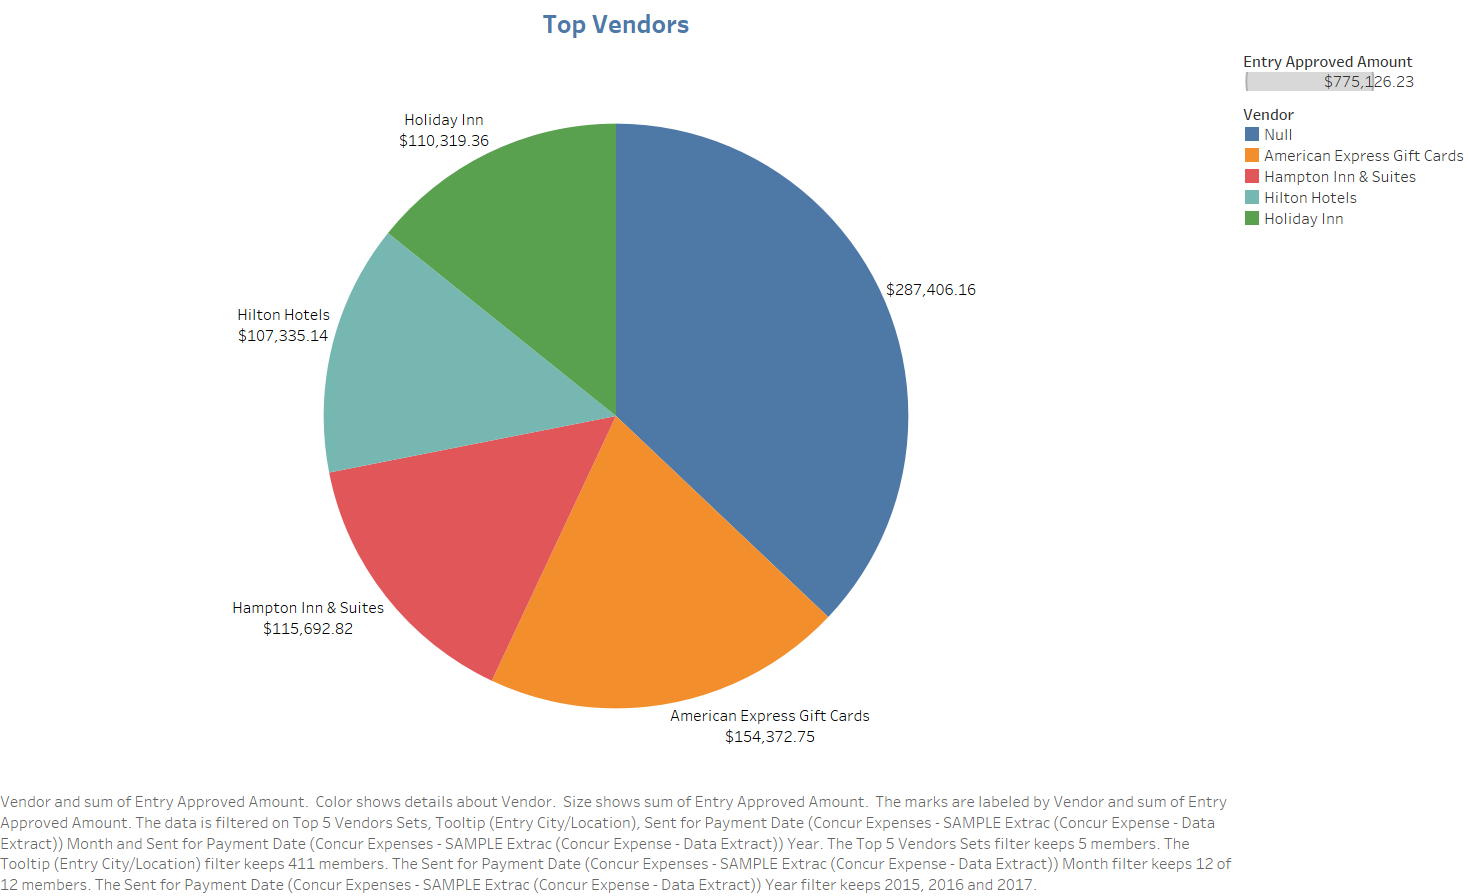 Top Vendors
Entry Approved Amount
$775,126.23
Vendor
Null
American Express Gift Cards
Hampton Inn & Suites
Hilton Hotels
Holiday Inn
Holiday Inn
$110,319.36
$287,406.16
Hilton Hotels
$107,335.14
Hampton Inn & Suites
$115,692.82
American Express Gift Cards
$154,372.75
Vendor and sum of Entry Approved Amount.  Color shows details about Vendor.  Size shows sum of Entry Approved Amount.  The marks are labeled by Vendor and sum of Entry
Approved Amount. The data is filtered on Top 5 Vendors Sets, Tooltip (Entry City/Location), Sent for Payment Date (Concur Expenses - SAMPLE Extrac (Concur Expense - Data
Extract)) Month and Sent for Payment Date (Concur Expenses - SAMPLE Extrac (Concur Expense - Data Extract)) Year. The Top 5 Vendors Sets filter keeps 5 members. The
Tooltip (Entry City/Location) filter keeps 411 members. The Sent for Payment Date (Concur Expenses - SAMPLE Extrac (Concur Expense - Data Extract)) Month filter keeps 12 of
12 members. The Sent for Payment Date (Concur Expenses - SAMPLE Extrac (Concur Expense - Data Extract)) Year filter keeps 2015, 2016 and 2017.